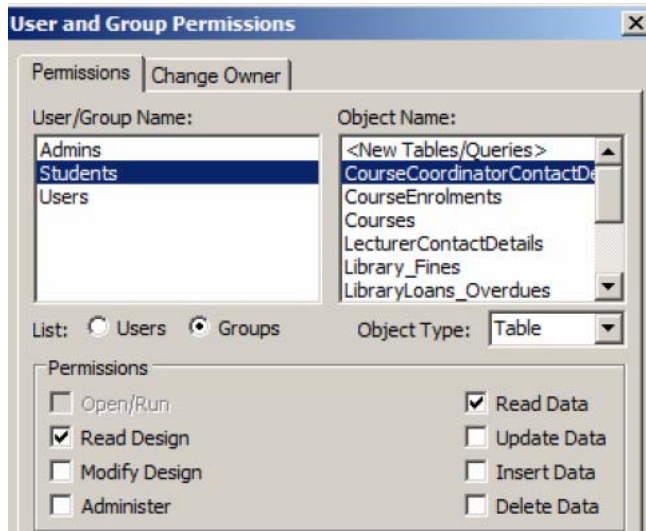 User and Group Permissions
Permissions Change Owner
User/Group Name:
Admins
Students
Users
Object Name:
<New Tables/Queries>
CourseCoordinatorContactDe
CourseEnrolments
Courses
LecturerContactDetails
Library_Fines
LibraryLoans_Overdues
List: Users Groups
Object Type: Table
Permissions
Open/Run
Read Design
Modify Design
Administer
Read Data
Update Data
Insert Data
Delete Data